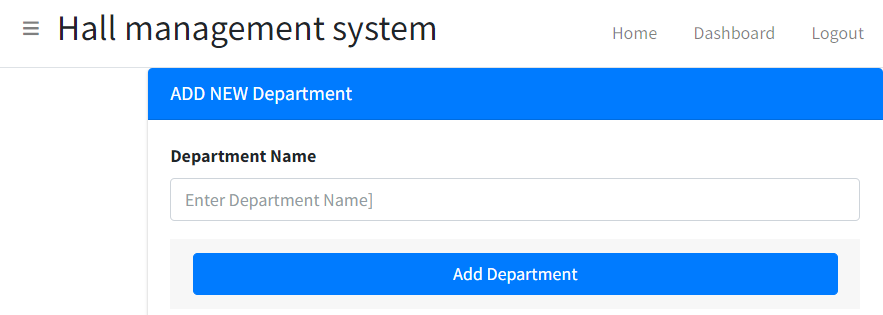 Hall management system
Home Dashboard Logout
ADD NEW Department
Department Name
Enter Department Name]
Add Department